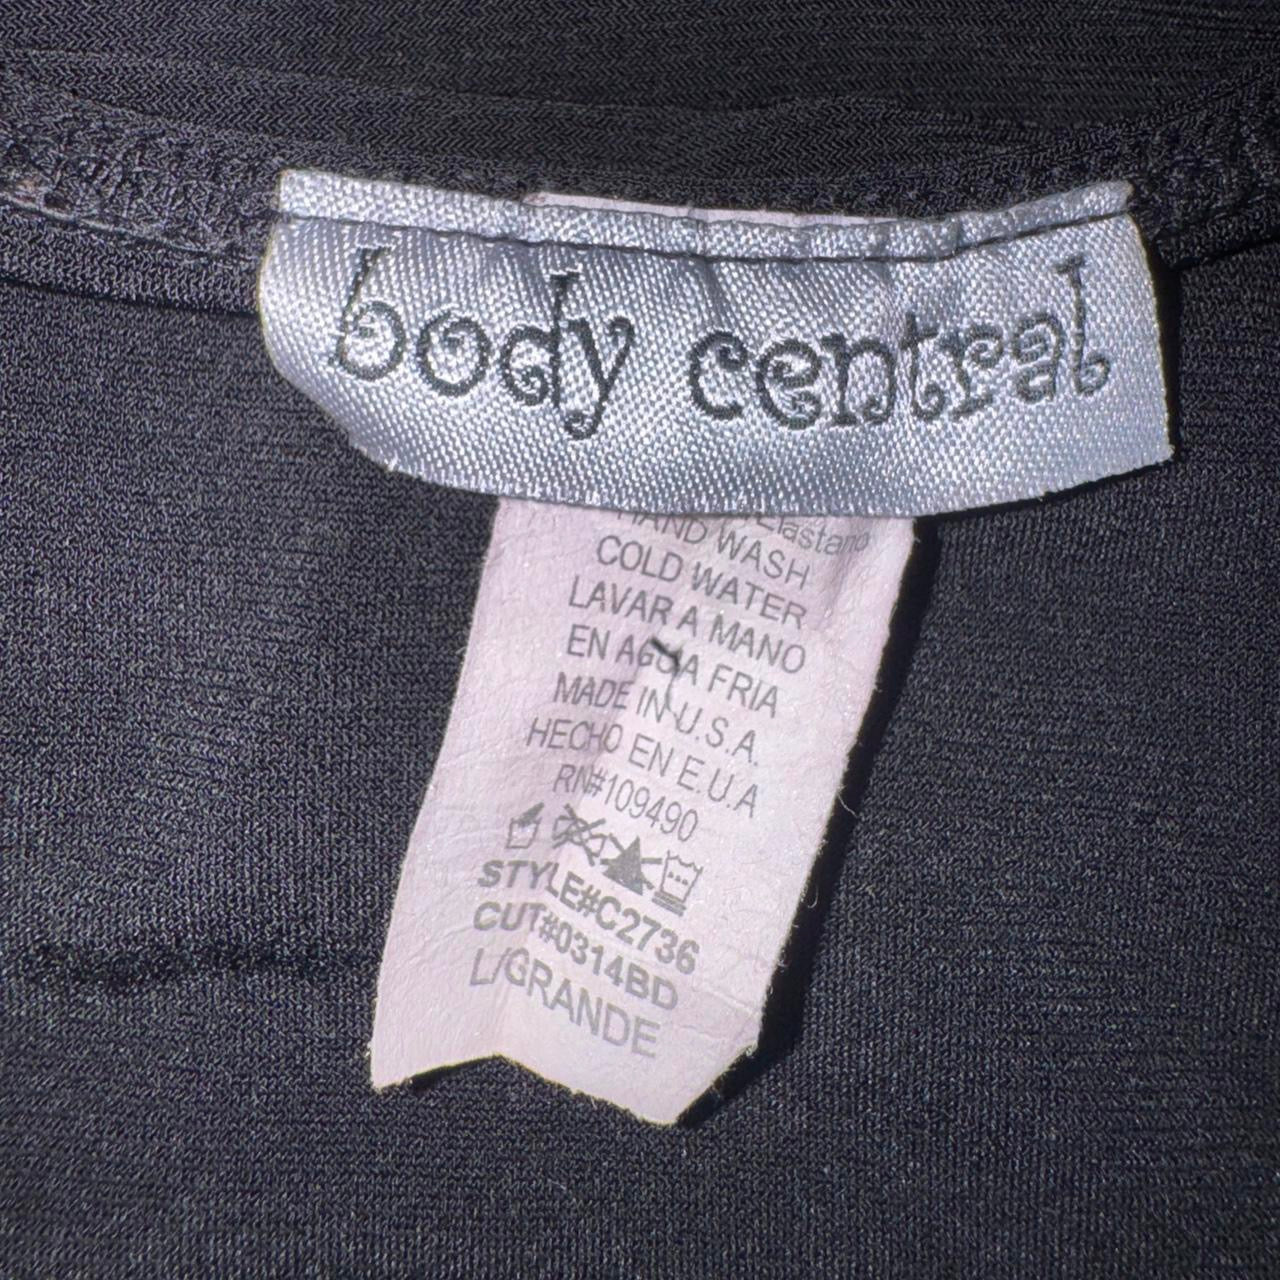 body central
Elastano
HAND WASH
COLD WATER
LAVAR A MANO
EN AGUA FRIA
MADE IN U.S.A.
HECHO EN E.U.A
RN#109490
STYLE#C2736
CUT#0314BD
L/GRANDE